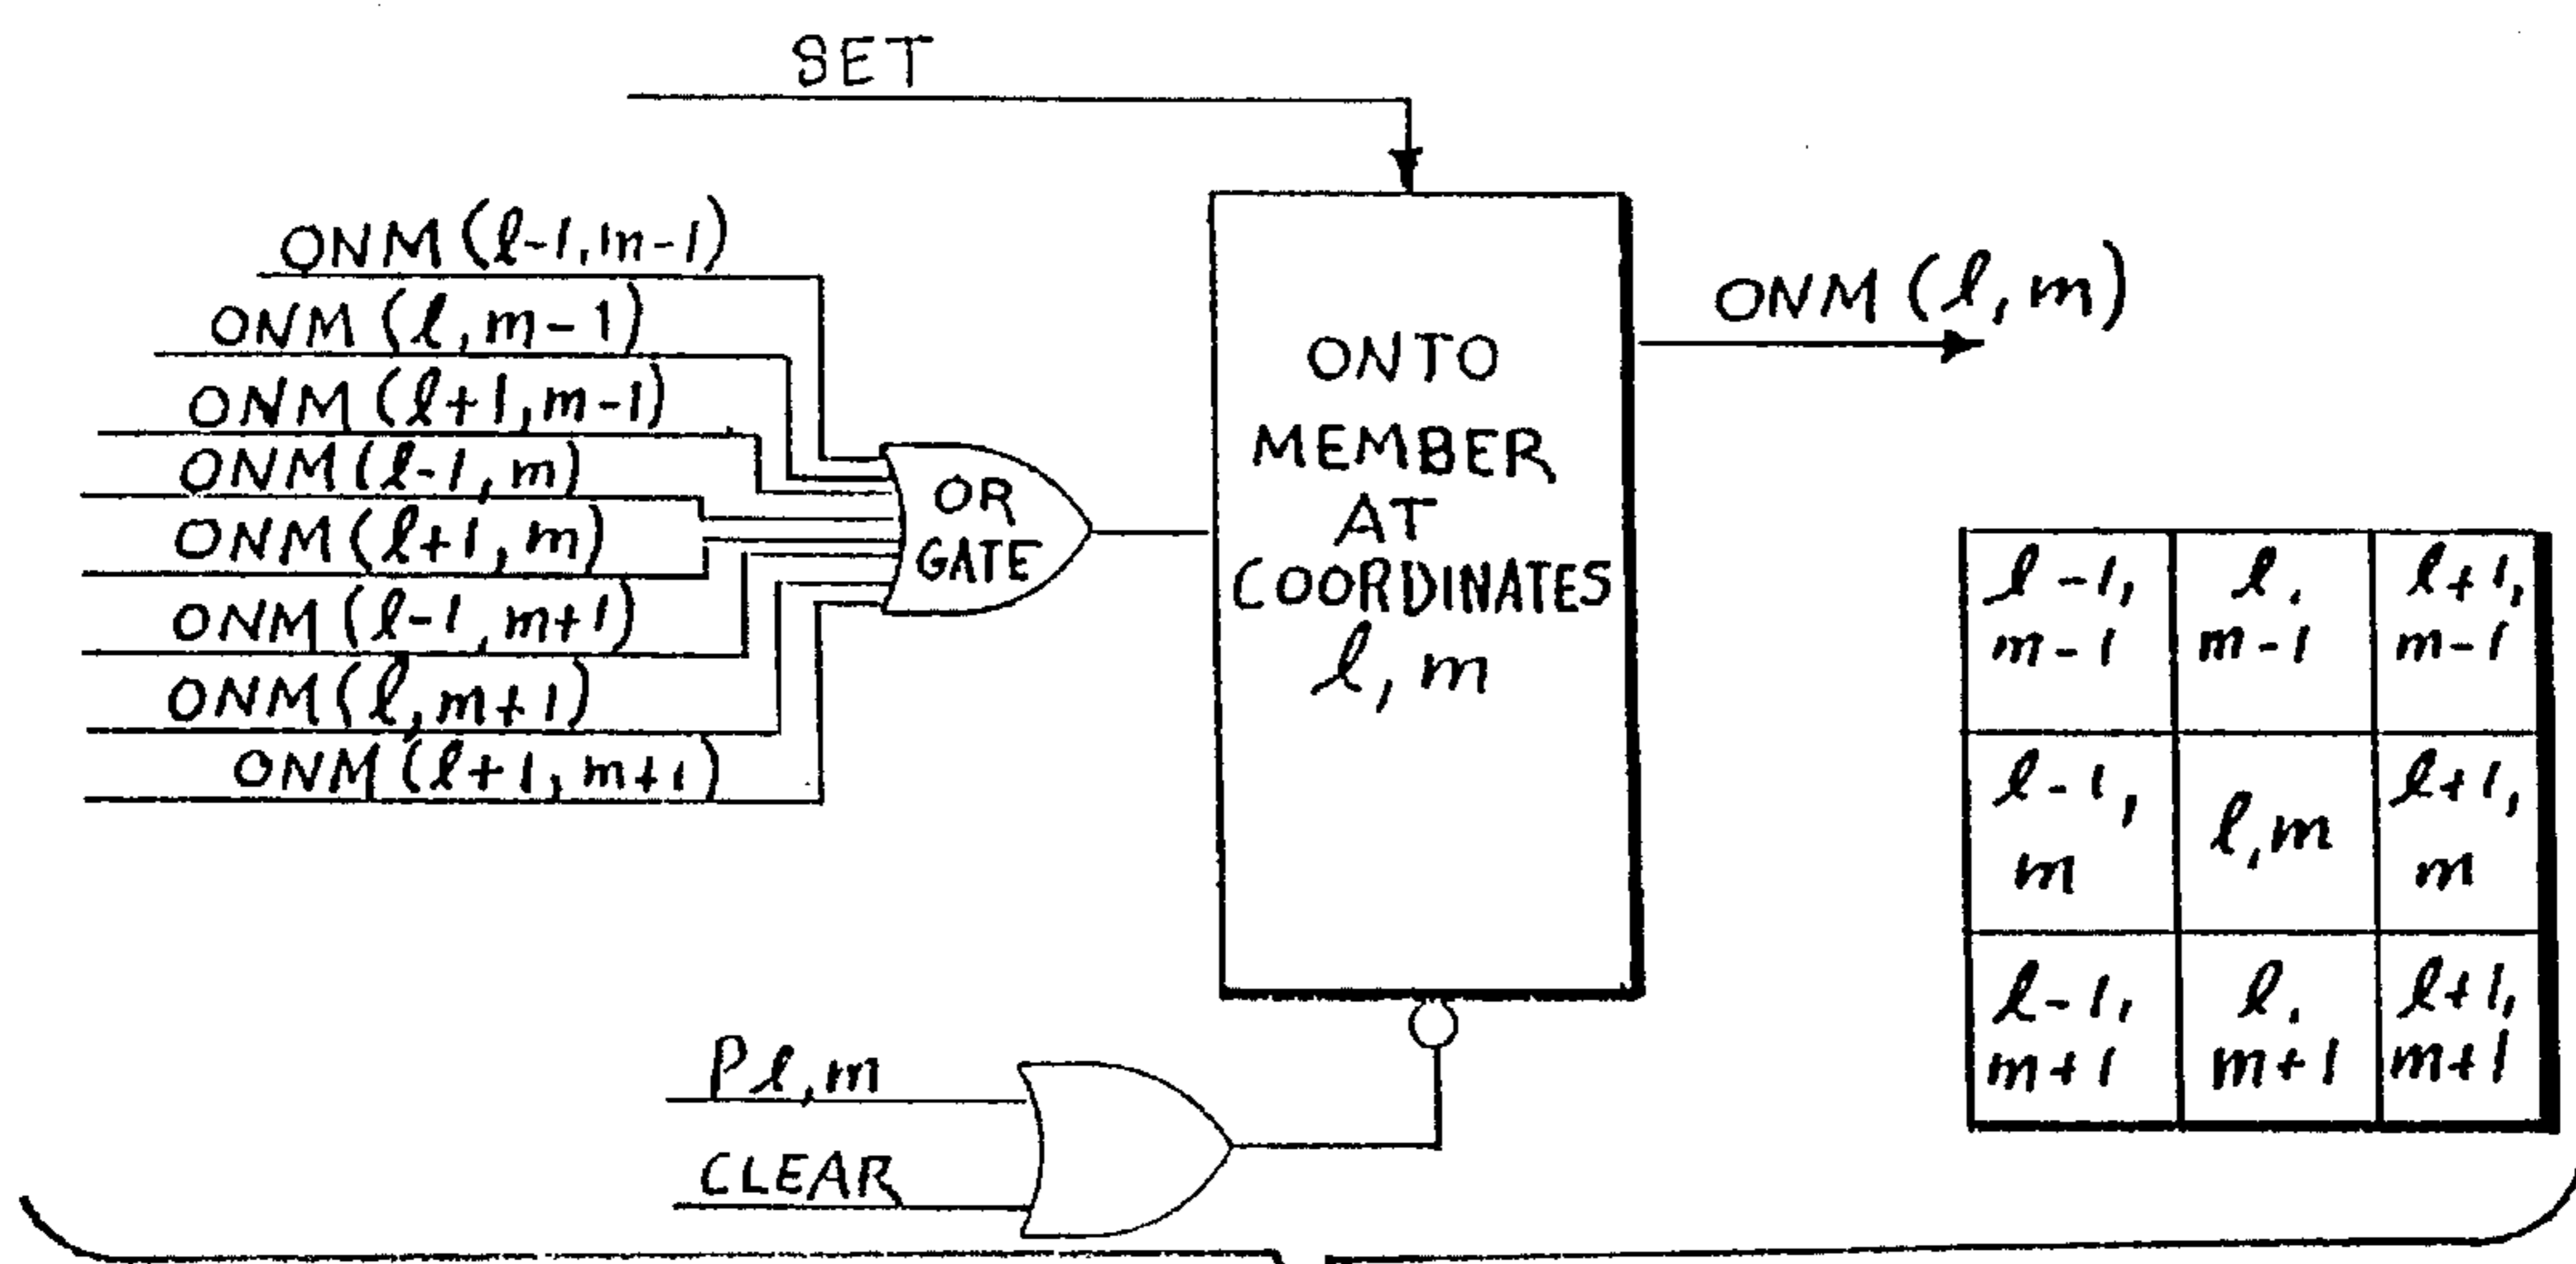 SET
ONM (ℓ-1, m-1)
ONM (ℓ, m-1)
ONM (ℓ+1, m-1)
ONM (ℓ-1, m)
ONM (ℓ+1, m)
ONM (ℓ-1, m+1)
ONM (ℓ, m+1)
ONM (ℓ+1, m+1)
OR
GATE
ONTO
MEMBER
AT
COORDINATES
ℓ, m
ONM (ℓ, m)
Pℓ,m
CLEAR
ℓ-1, ℓ, ℓ+1,
m-1 m-1 m-1
ℓ-1, ℓ,m ℓ+1,
m m
ℓ-1, ℓ, ℓ+1,
m+1 m+1 m+1